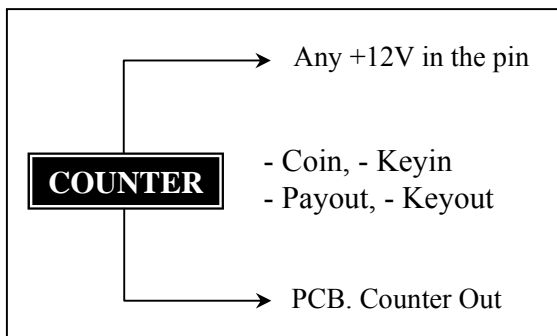 Any +12V in the pin
COUNTER
- Coin, - Keyin
- Payout, - Keyout
PCB. Counter Out